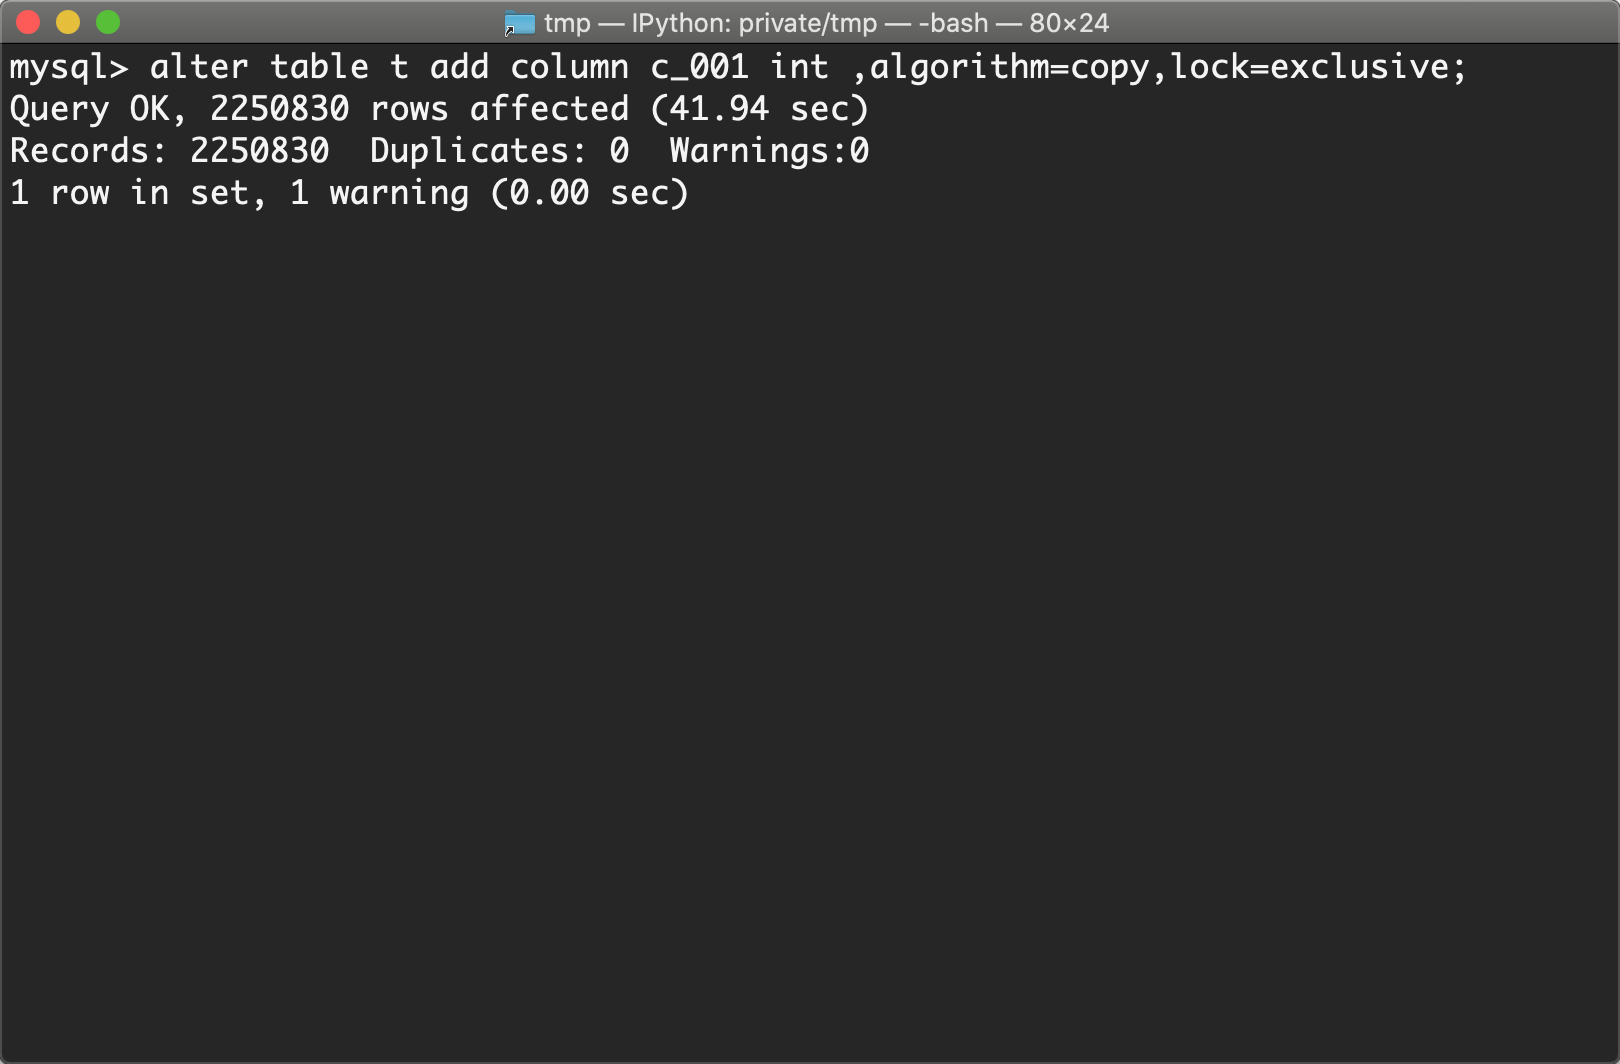 tmp — IPython: private/tmp — -bash — 80×24
mysql> alter table t add column c_001 int ,algorithm=copy,lock=exclusive;
Query OK, 2250830 rows affected (41.94 sec)
Records: 2250830  Duplicates: 0  Warnings:0
1 row in set, 1 warning (0.00 sec)